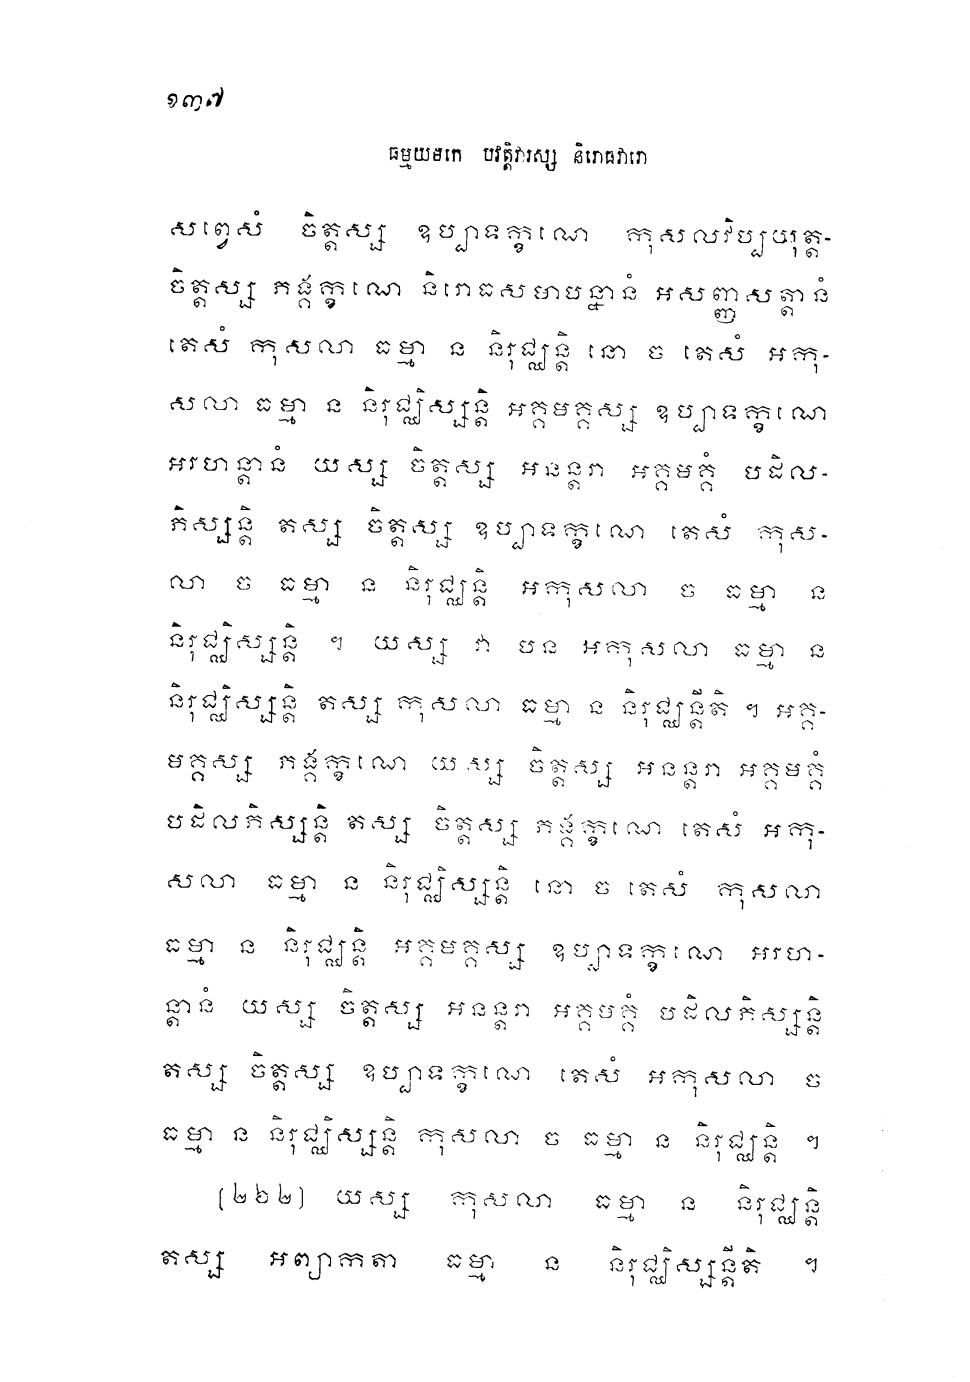 ១៣៧
ធម្មយមកេ បវត្តិវារស្ស និរោធវារោ
សព្វេសំ ចិត្តស្ស ឧប្បាទក្ខណេ កុសលវិប្បយុត្ត-
ចិត្តស្ស ភង្គក្ខណេ និរោធសមាបន្នានំ អសញ្ញសត្តានំ
តេសំ កុសលា ធម្មា ន និរុជ្ឈន្តិ នោ ច តេសំ អកុ-
សលា ធម្មា ន និរុជ្ឈិស្សន្តិ អគ្គមគ្គស្ស ឧប្បាទក្ខណេ
អរហន្តានំ យស្ស ចិត្តស្ស អនន្តរា អគ្គមគ្គំ បដិល-
ភិស្សន្តិ តស្ស ចិត្តស្ស ឧប្បាទក្ខណេ តេសំ កុស-
លា ច ធម្មា ន និរុជ្ឈន្តិ អកុសលា ច ធម្មា ន
និរុជ្ឈិស្សន្តិ ។ យស្ស វា បន អកុសលា ធម្មា ន
និរុជ្ឈិស្សន្តិ តស្ស កុសលា ធម្មា ន និរុជ្ឈន្តីតិ ។ អគ្គ-
មគ្គស្ស ភង្គក្ខណេ យស្ស ចិត្តស្ស អនន្តរា អគ្គមគ្គំ
បដិលភិស្សន្តិ តស្ស ចិត្តស្ស ភង្គក្ខណេ តេសំ អកុ-
សលា ធម្មា ន និរុជ្ឈិស្សន្តិ នោ ច តេសំ កុសលា
ធម្មា ន និរុជ្ឈន្តិ អគ្គមគ្គស្ស ឧប្បាទក្ខណេ អរហ-
ន្តានំ យស្ស ចិត្តស្ស អនន្តរា អគ្គមគ្គំ បដិលភិស្សន្តិ
តស្ស ចិត្តស្ស ឧប្បាទក្ខណេ តេសំ អកុសលា ច
ធម្មា ន និរុជ្ឈិស្សន្តិ កុសលា ច ធម្មា ន និរុជ្ឈន្តិ ។
(២៦២) យស្ស កុសលា ធម្មា ន និរុជ្ឈន្តិ
តស្ស អព្យាកតា ធម្មា ន និរុជ្ឈិស្សន្តីតិ ។